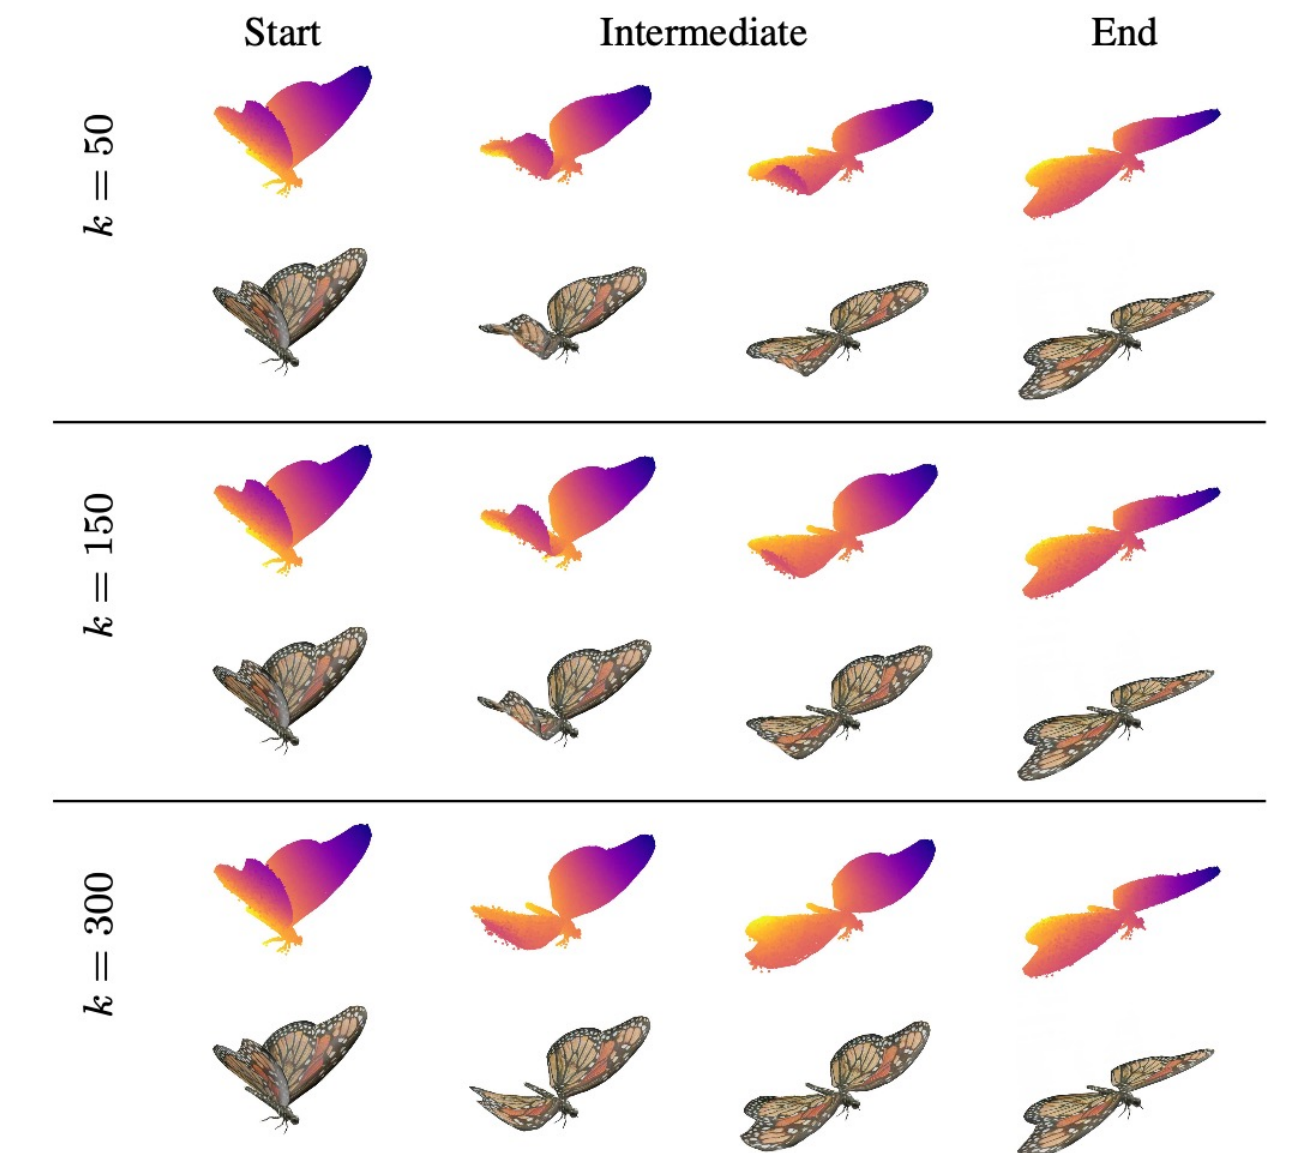 Start Intermediate End
k = 50
k = 150
k = 300